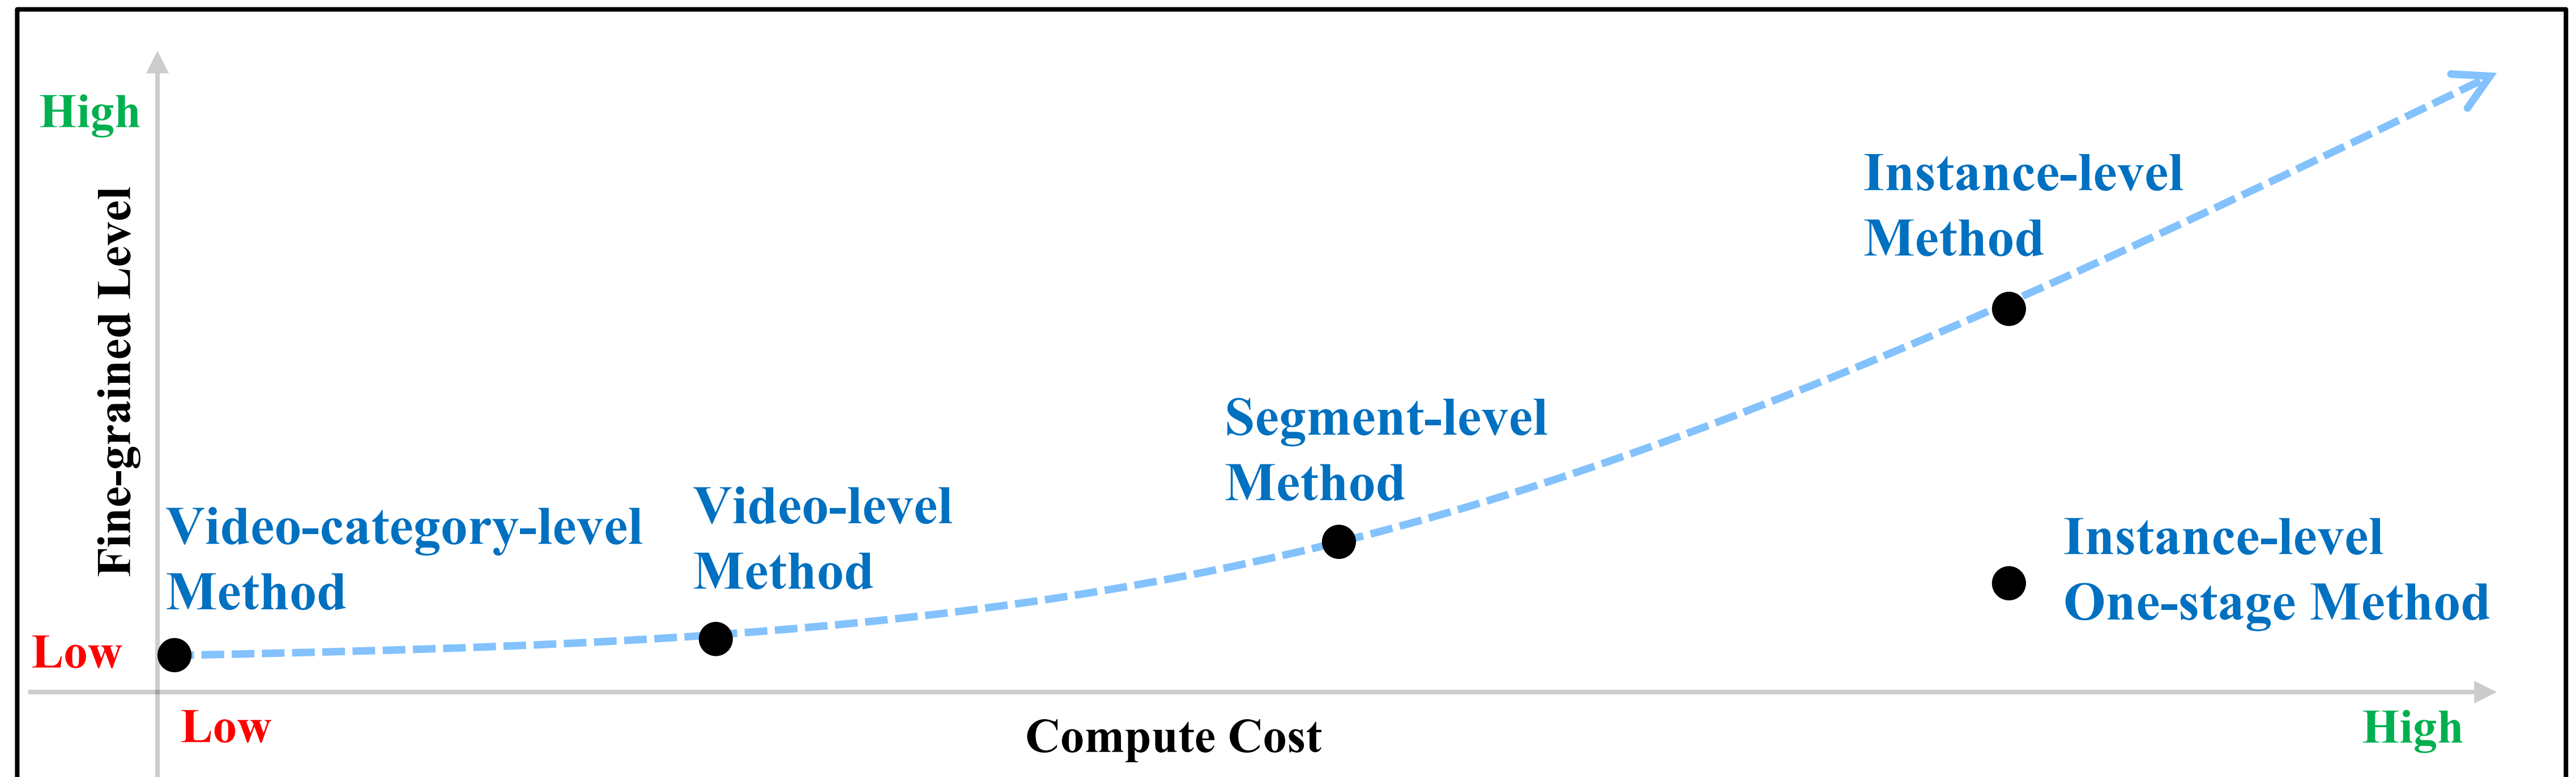 High
Fine-grained Level
Low
Video-category-level
Method
Video-level
Method
Segment-level
Method
Instance-level
Method
Instance-level
One-stage Method
Low
Compute Cost
High